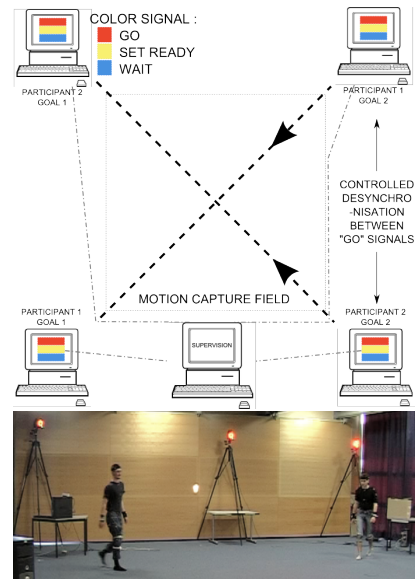 COLOR SIGNAL :
GO
SET READY
WAIT
PARTICIPANT 2
GOAL 1
PARTICIPANT 1
GOAL 2
CONTROLLED
DESYNCHRO
-NISATION
BETWEEN
"GO" SIGNALS
MOTION CAPTURE FIELD
PARTICIPANT 1
GOAL 1
SUPERVISION
PARTICIPANT 2
GOAL 2